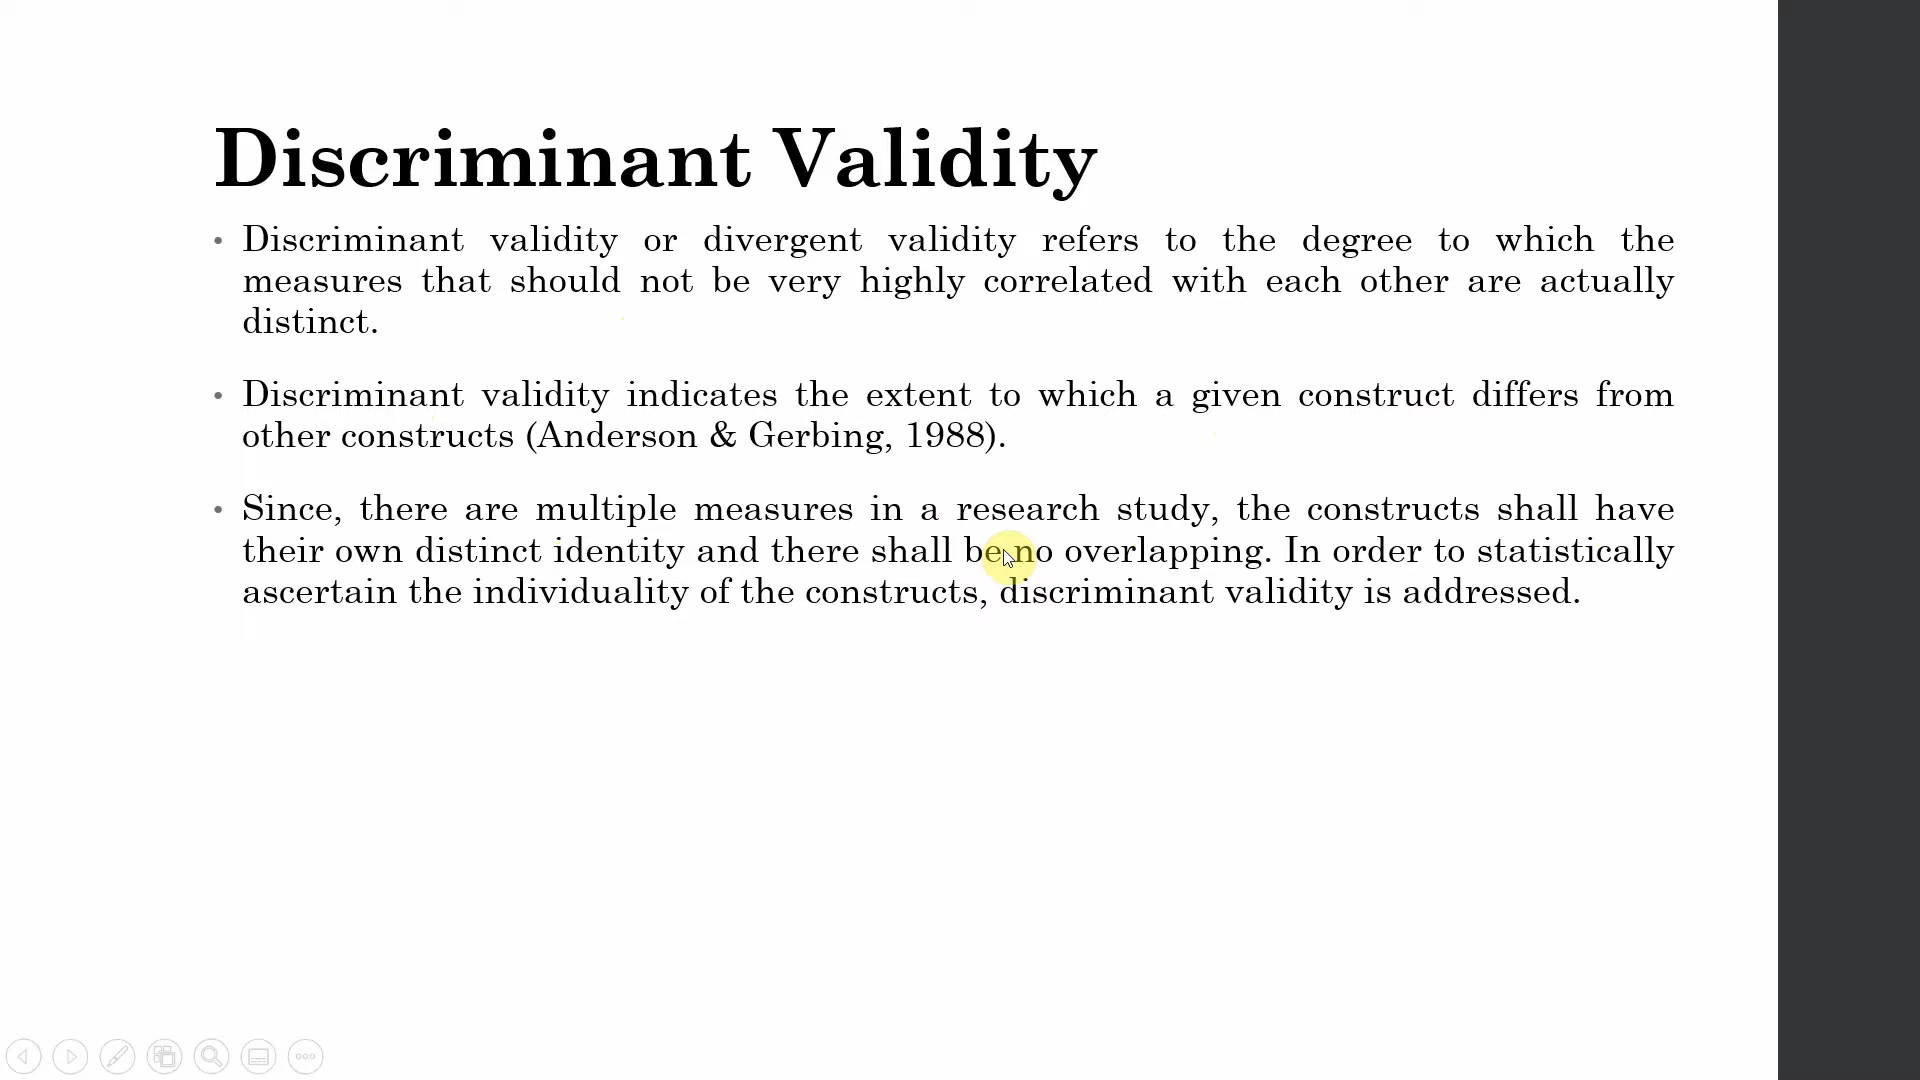 Discriminant Validity
• Discriminant validity or divergent validity refers to the degree to which the
measures that should not be very highly correlated with each other are actually
distinct.
• Discriminant validity indicates the extent to which a given construct differs from
other constructs (Anderson & Gerbing, 1988).
• Since, there are multiple measures in a research study, the constructs shall have
their own distinct identity and there shall be no overlapping. In order to statistically
ascertain the individuality of the constructs, discriminant validity is addressed.